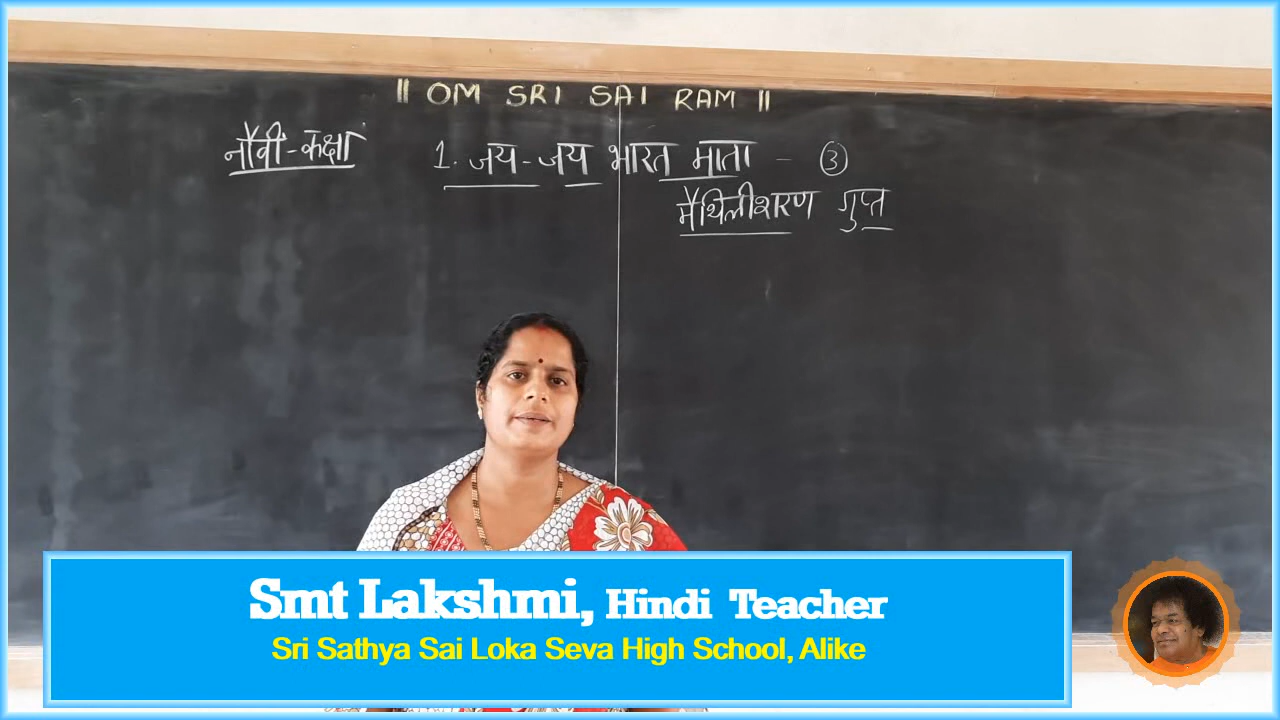 || OM SRI SAI RAM ||
नौवीं-कक्षा
1. जय-जय भारत माता - ③
मैथिलीशरण गुप्त
Smt Lakshmi, Hindi Teacher
Sri Sathya Sai Loka Seva High School, Alike